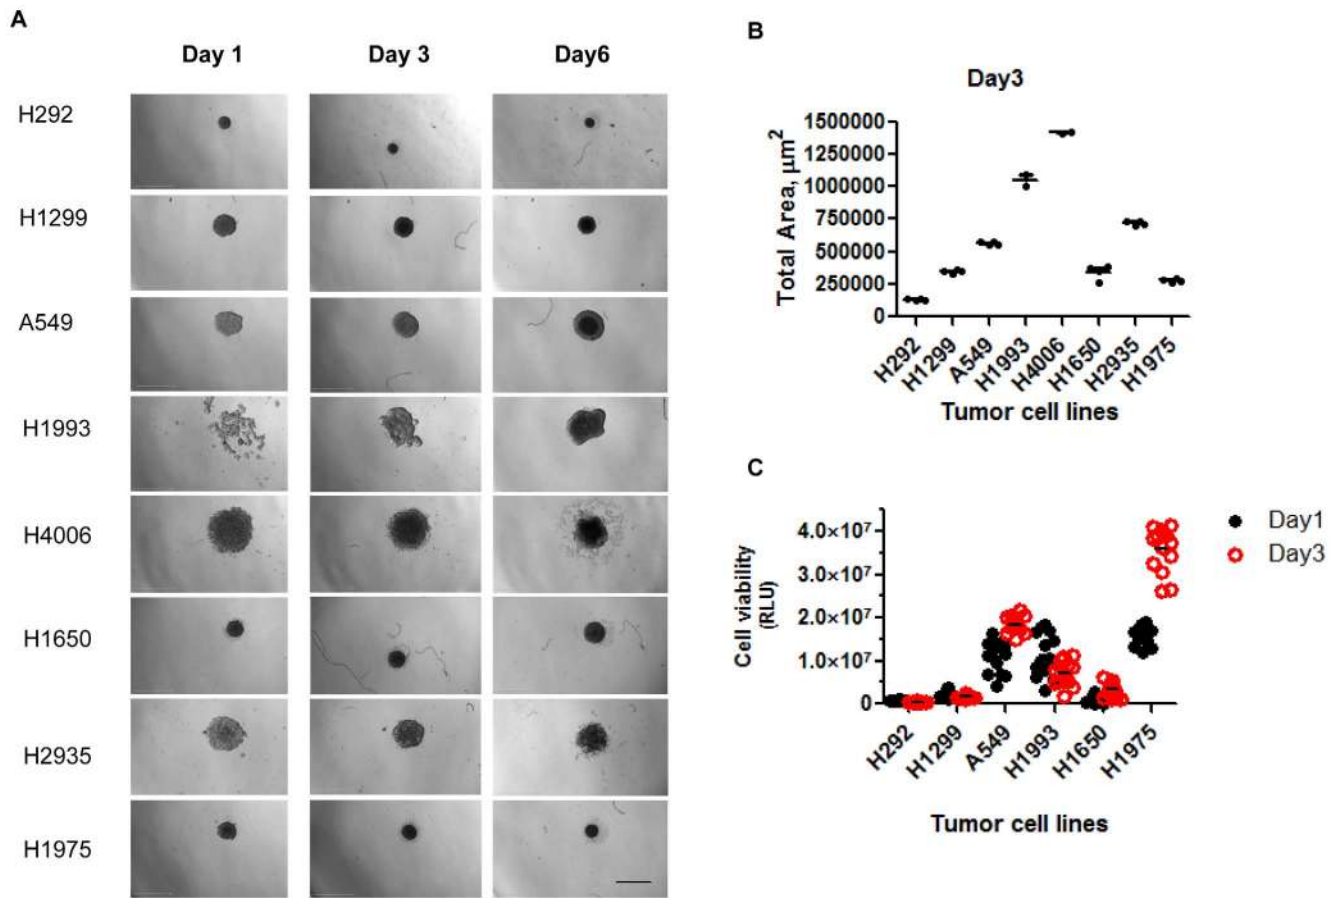 A
Day 1
Day 3
Day6
H292
H1299
A549
H1993
H4006
H1650
H2935
H1975
B
Day3
Total Area, μm²
1500000
1250000
1000000
750000
500000
250000
0
H292
H1299
A549
H1993
H4006
H1650
H2935
H1975
Tumor cell lines
C
Cell viability
(RLU)
4.0×10⁷
3.0×10⁷
2.0×10⁷
1.0×10⁷
0
H292
H1299
A549
H1993
H1650
H1975
Tumor cell lines
Day1
Day3